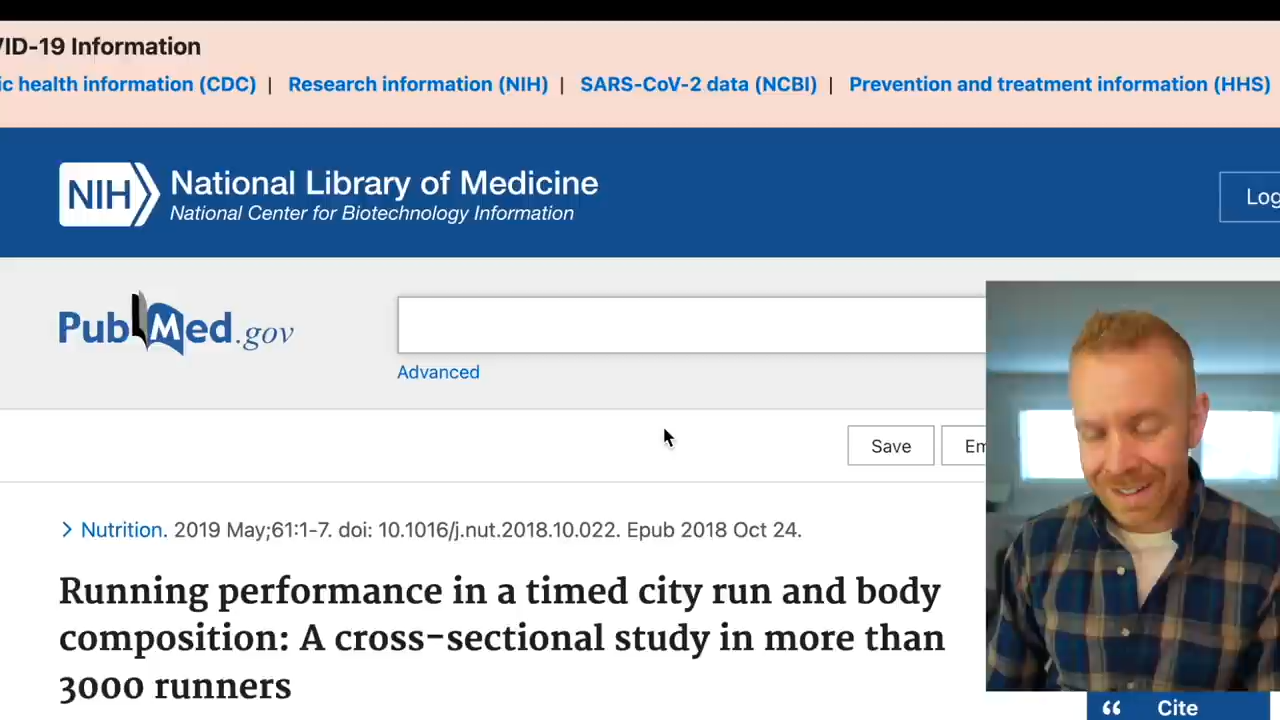 VID-19 Information
ic health information (CDC) | Research information (NIH) | SARS-CoV-2 data (NCBI) | Prevention and treatment information (HHS)
NIH National Library of Medicine
National Center for Biotechnology Information
Log
PubMed.gov
Advanced
Save Em
> Nutrition. 2019 May;61:1-7. doi: 10.1016/j.nut.2018.10.022. Epub 2018 Oct 24.
Running performance in a timed city run and body
composition: A cross-sectional study in more than
3000 runners
“ Cite